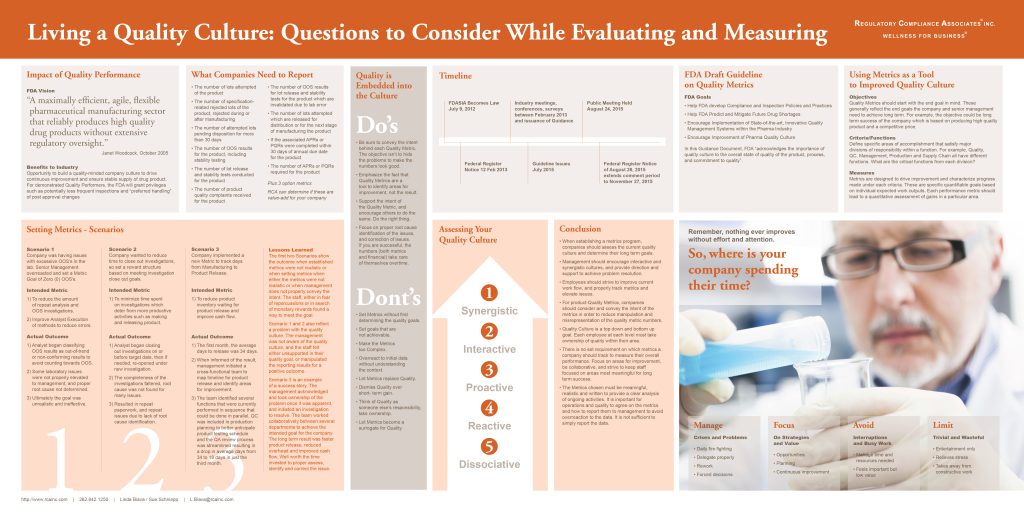 Living a Quality Culture: Questions to Consider While Evaluating and Measuring
REGULATORY COMPLIANCE ASSOCIATES® INC.
WELLNESS FOR BUSINESS®
Impact of Quality Performance
FDA Vision
"A maximally efficient, agile, flexible
pharmaceutical manufacturing sector
that reliably produces high quality
drug products without extensive
regulatory oversight."
Janet Woodcock, October 2005
Benefits to Industry
Opportunity to build a quality-minded company culture to drive
continuous improvement and ensure stable supply of drug product.
For demonstrated Quality Performers, the FDA will grant privileges
such as potentially less frequent inspections and "preferred handling"
of post approval changes
What Companies Need to Report
• The number of lots attempted
of the product
• The number of specification-
related rejected lots of the
product, rejected during or
after manufacturing
• The number of attempted lots
pending disposition for more
than 30 days
• The number of OOS results
for the product, including
stability testing
• The number of lot release
and stability tests conducted
for the product
• The number of product
quality complaints received
for the product
• The number of OOS results
for lot release and stability
tests for the product which are
invalidated due to lab error
• The number of lots attempted
which are released for
distribution or for the next stage
of manufacturing the product
• If the associated APRs or
PQRs were completed within
30 days of annual due date
for the product
• The number of APRs or PQRs
required for the product
Plus 3 option metrics
RCA can determine if these are
value-add for your company
Quality is
Embedded into
the Culture
Do's
• Be sure to convey the intent
behind each Quality Metric.
The objective isn't to hide
the problems to make the
numbers look good.
• Emphasize the fact that
Quality Metrics are a
tool to identify areas for
improvement, not the result.
• Support the intent of
the Quality Metric, and
encourage others to do the
same. Do the right thing.
• Focus on proper root cause
identification of the issues,
and correction of issues.
If you are successful, the
numbers (both metrics
and financial) take care
of themselves overtime.
Dont's
• Set Metrics without first
determining the quality goals.
• Set goals that are
not achievable.
• Make the Metrics
too Complex.
• Overreact to initial data
without understanding
the context.
• Let Metrics replace Quality.
• Dismiss Quality over
short- term gain.
• Think of Quality as
someone else's responsibility,
take ownership.
• Let Metrics become a
surrogate for Quality.
Timeline
FDASIA Becomes Law
July 9, 2012
Industry meetings,
conferences, surveys
between February 2013
and issuance of Guidance
Public Meeting Held
August 24, 2015
Federal Register
Notice 12 Feb 2013
Guideline Issues
July 2015
Federal Register Notice
of August 28, 2015
extends comment period
to November 27, 2015
FDA Draft Guideline
on Quality Metrics
FDA Goals
• Help FDA develop Compliance and Inspection Policies and Practices
• Help FDA Predict and Mitigate Future Drug Shortages
• Encourage Implementation of State-of-the-art, Innovative Quality
Management Systems within the Pharma Industry
• Encourage Improvement of Pharma Quality Culture
In this Guidance Document, FDA "acknowledges the importance of
quality culture to the overall state of quality of the product, process,
and commitment to quality"
Using Metrics as a Tool
to Improved Quality Culture
Objectives
Quality Metrics should start with the end goal in mind. These
generally reflect the end goals the company and senior management
need to achieve long term. For example, the objective could be long
term success of the company which is based on producing high quality
product and a competitive price.
Criteria/Functions
Define specific areas of accomplishment that satisfy major
divisions of responsibility within a function. For example, Quality,
QC, Management, Production and Supply Chain all have different
functions. What are the critical functions from each division?
Measures
Metrics are designed to drive improvement and characterize progress
made under each criteria. These are specific quantifiable goals based
on individual expected work outputs. Each performance metric should
lead to a quantitative assessment of gains in a particular area.
Setting Metrics - Scenarios
Scenario 1
Company was having issues
with excessive OOS's in the
lab. Senior Management
overreacted and set a Metric
Goal of Zero (0) OOS's.
Intended Metric
1) To reduce the amount
of repeat analysis and
OOS investigations.
2) Improve Analyst Execution
of Methods to reduce errors.
Actual Outcome
1) Analyst began classifying
OOS results as out-of-trend
or non-conforming results to
avoid counting towards OOS.
2) Some laboratory issues
were not properly elevated
to management, and proper
root cause not determined.
3) Ultimately the goal was
unrealistic and ineffective.
Scenario 2
Company wanted to reduce
time to close out investigations,
so set a reward structure
based on meeting investigation
close out goals.
Intended Metric
1) To minimize time spent
on investigations which
deter from more productive
activities such as making
and releasing product.
Actual Outcome
1) Analyst began closing
out investigations on or
before target date, then if
needed, re-opened under
new investigation.
2) The completeness of the
investigations faltered, root
cause was not found for
many issues.
3) Resulted in repeat
paperwork, and repeat
issues due to lack of root
cause identification.
Scenario 3
Company implemented a
new Metric to track days
from Manufacturing to
Product Release.
Intended Metric
1) To reduce product
inventory waiting for
product release and
improve cash flow.
Actual Outcome
1) The first month, the average
days to release was 34 days.
2) When informed of the result,
management initiated a
cross-functional team to
map timeline for product
release and identify areas
for improvement.
3) The team identified several
functions that were currently
performed in sequence that
could be done in parallel. QC
was included in production
planning to better anticipate
product testing schedule
and the QA review process
was streamlined resulting in
a drop in average days from
34 to 18 days in just the
third month.
1 2 3
Lessons Learned
The first two Scenarios show
the outcome when established
metrics were not realistic or
when setting metrics when
either the metrics were not
realistic or when management
does not properly convey the
intent. The staff, either in fear
of repercussions or in search
of monetary rewards found a
way to meet the goal.
Scenario 1 and 2 also reflect
a problem with the quality
culture. The management
was not aware of the quality
culture, and the staff felt
either unsupported in their
quality goal, or manipulated
the reporting results for a
positive outcome.
Scenario 3 is an example
of a success story. The
management acknowledged
and took ownership of the
problem once it was apparent,
and initiated an investigation
to resolve. The team worked
collaboratively between several
departments to achieve the
intended goal for the company.
The long term result was faster
product release, reduced
overhead and improved cash
flow. Well worth the time
invested to proper assess,
identify and correct the issue.
Assessing Your
Quality Culture
1
Synergistic
2
Interactive
3
Proactive
4
Reactive
5
Dissociative
Conclusion
• When establishing a metrics program,
companies should assess the current quality
culture and determine their long term goals.
• Management should encourage interactive and
synergistic cultures, and provide direction and
support to achieve problem resolution.
• Employees should strive to improve current
work flow, and properly track metrics and
elevate issues.
• For product Quality Metrics, companies
should consider and convey the intent of the
metrics in order to reduce manipulation and
misrepresentation of the quality metric numbers.
• Quality Culture is a top down and bottom up
goal. Each employee at each level must take
ownership of quality within their area.
• There is no set requirement on which metrics a
company should track to measure their overall
performance. Focus on areas for improvement,
be collaborative, and strive to keep staff
focused on areas most meaningful for long
term success.
• The Metrics chosen must be meaningful,
realistic and written to provide a clear analysis
of ongoing activities. It is important for
operations and quality to agree on the metrics
and how to report them to management to avoid
overreaction to the data. It is not sufficient to
simply report the data.
Remember, nothing ever improves
without effort and attention.
So, where is your
company spending
their time?
Manage
Crises and Problems
• Daily fire fighting
• Delegate properly
• Rework
• Forced decisions
Focus
On Strategies
and Value
• Opportunities
• Planning
• Continuous improvement
Avoid
Interruptions
and Busy Work
• Manage time and
resources needed
• Feels important but
low value
Limit
Trivial and Wasteful
• Entertainment only
• Relieves stress
• Takes away from
constructive work
http://www.rcainc.com | 262.842.1250 | Linda Biava / Sue Schniepp | L.Biava@rcainc.com